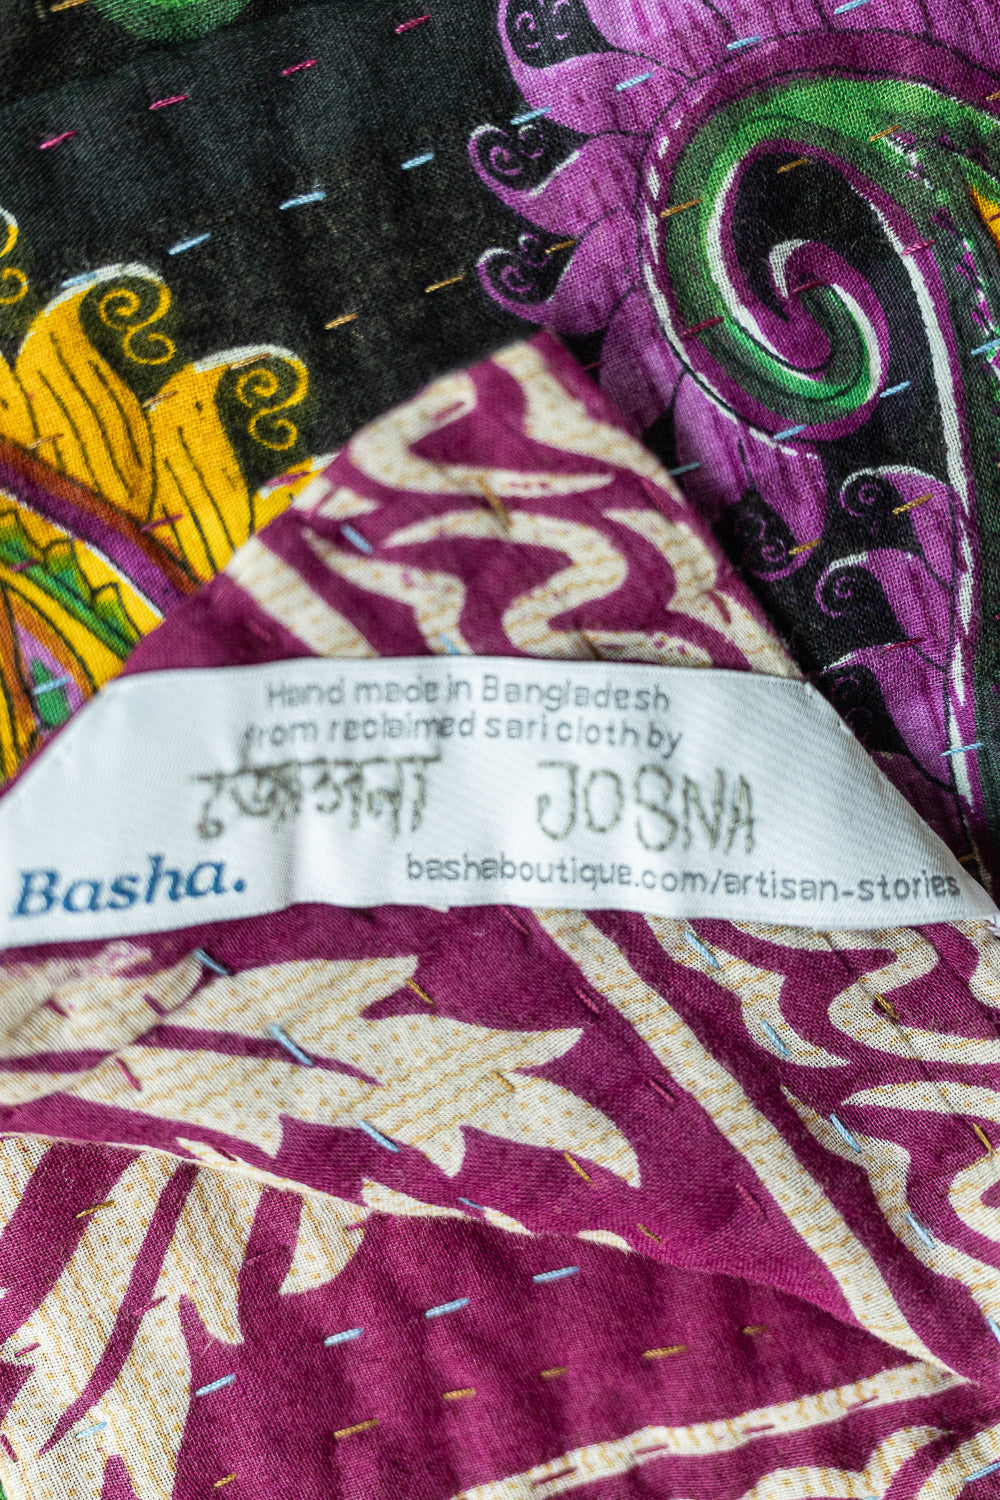 Hand made in Bangladesh
from reclaimed sari cloth by
জোসনা JOSNA
Basha. bashaboutique.com/artisan-stories